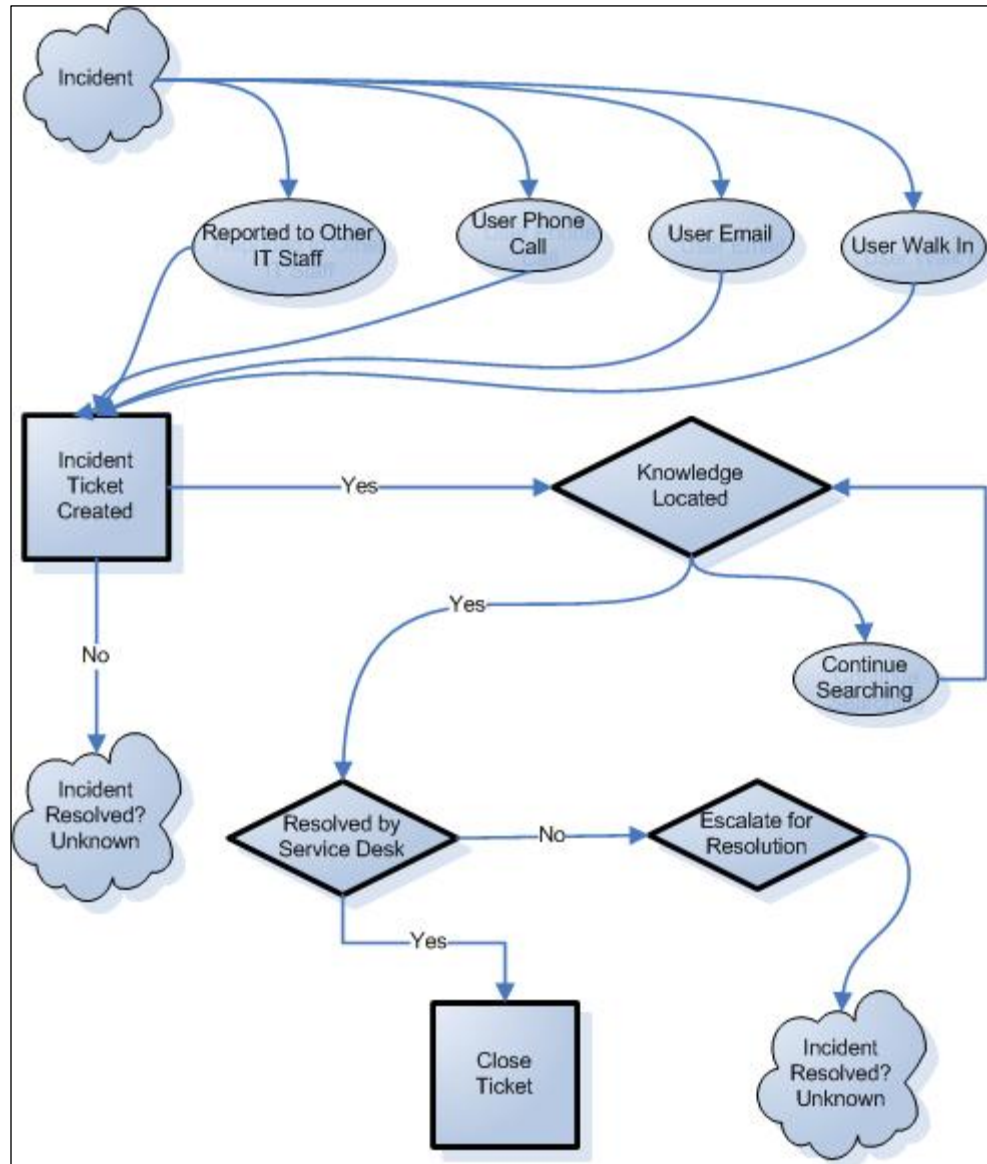 Incident
Reported to Other
IT Staff
User Phone
Call
User Email
User Walk In
Incident
Ticket
Created
Yes
Knowledge
Located
Yes
No
Continue
Searching
Incident
Resolved?
Unknown
Resolved by
Service Desk
No
Escalate for
Resolution
Yes
Close
Ticket
Incident
Resolved?
Unknown